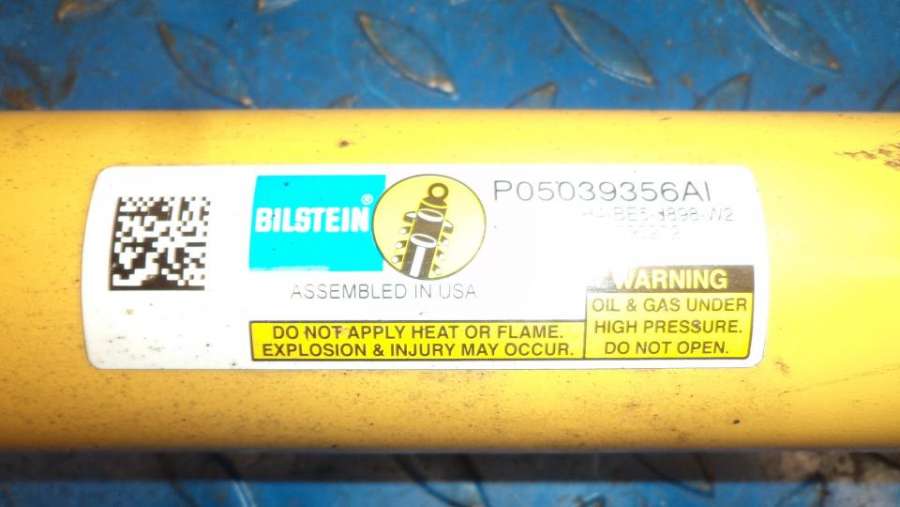 BILSTEIN®
P05039356AI
ASSEMBLED IN USA
DO NOT APPLY HEAT OR FLAME.
EXPLOSION & INJURY MAY OCCUR.
WARNING
OIL & GAS UNDER
HIGH PRESSURE.
DO NOT OPEN.